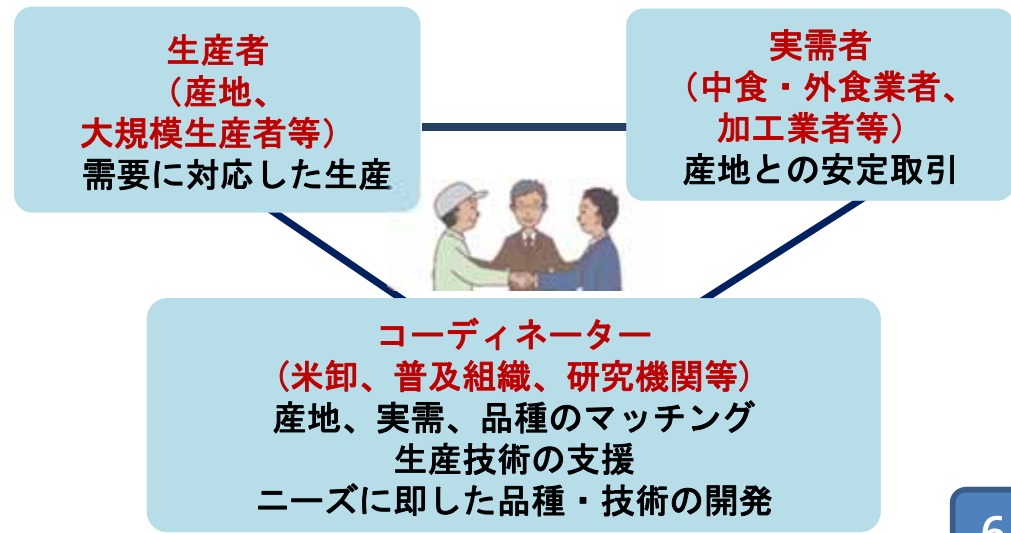 生産者
（産地、
大規模生産者等）
需要に対応した生産
実需者
（中食・外食業者、
加工業者等）
産地との安定取引
コーディネーター
（米卸、普及組織、研究機関等）
産地、実需、品種のマッチング
生産技術の支援
ニーズに即した品種・技術の開発
6